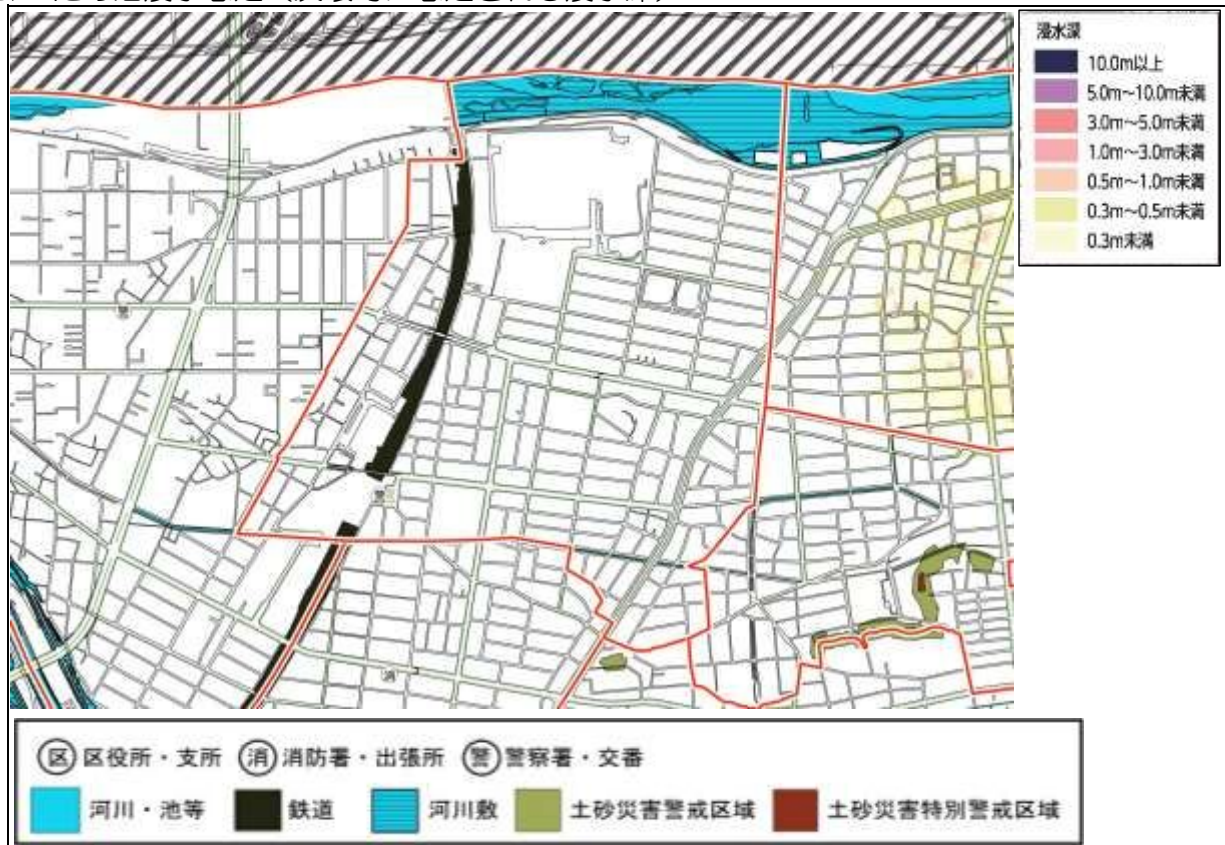 浸水深
10.0m以上
5.0m～10.0m未満
3.0m～5.0m未満
1.0m～3.0m未満
0.5m～1.0m未満
0.3m～0.5m未満
0.3m未満
警
警
消
区 区役所・支所 消 消防署・出張所 警 警察署・交番
河川・池等 鉄道 河川敷 土砂災害警戒区域 土砂災害特別警戒区域